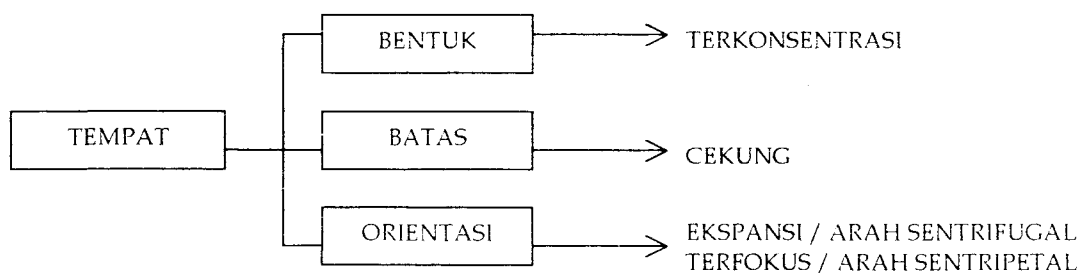 BENTUK
TERKONSENTRASI
TEMPAT
BATAS
CEKUNG
ORIENTASI
EKSPANSI / ARAH SENTRIFUGAL
TERFOKUS / ARAH SENTRIPETAL